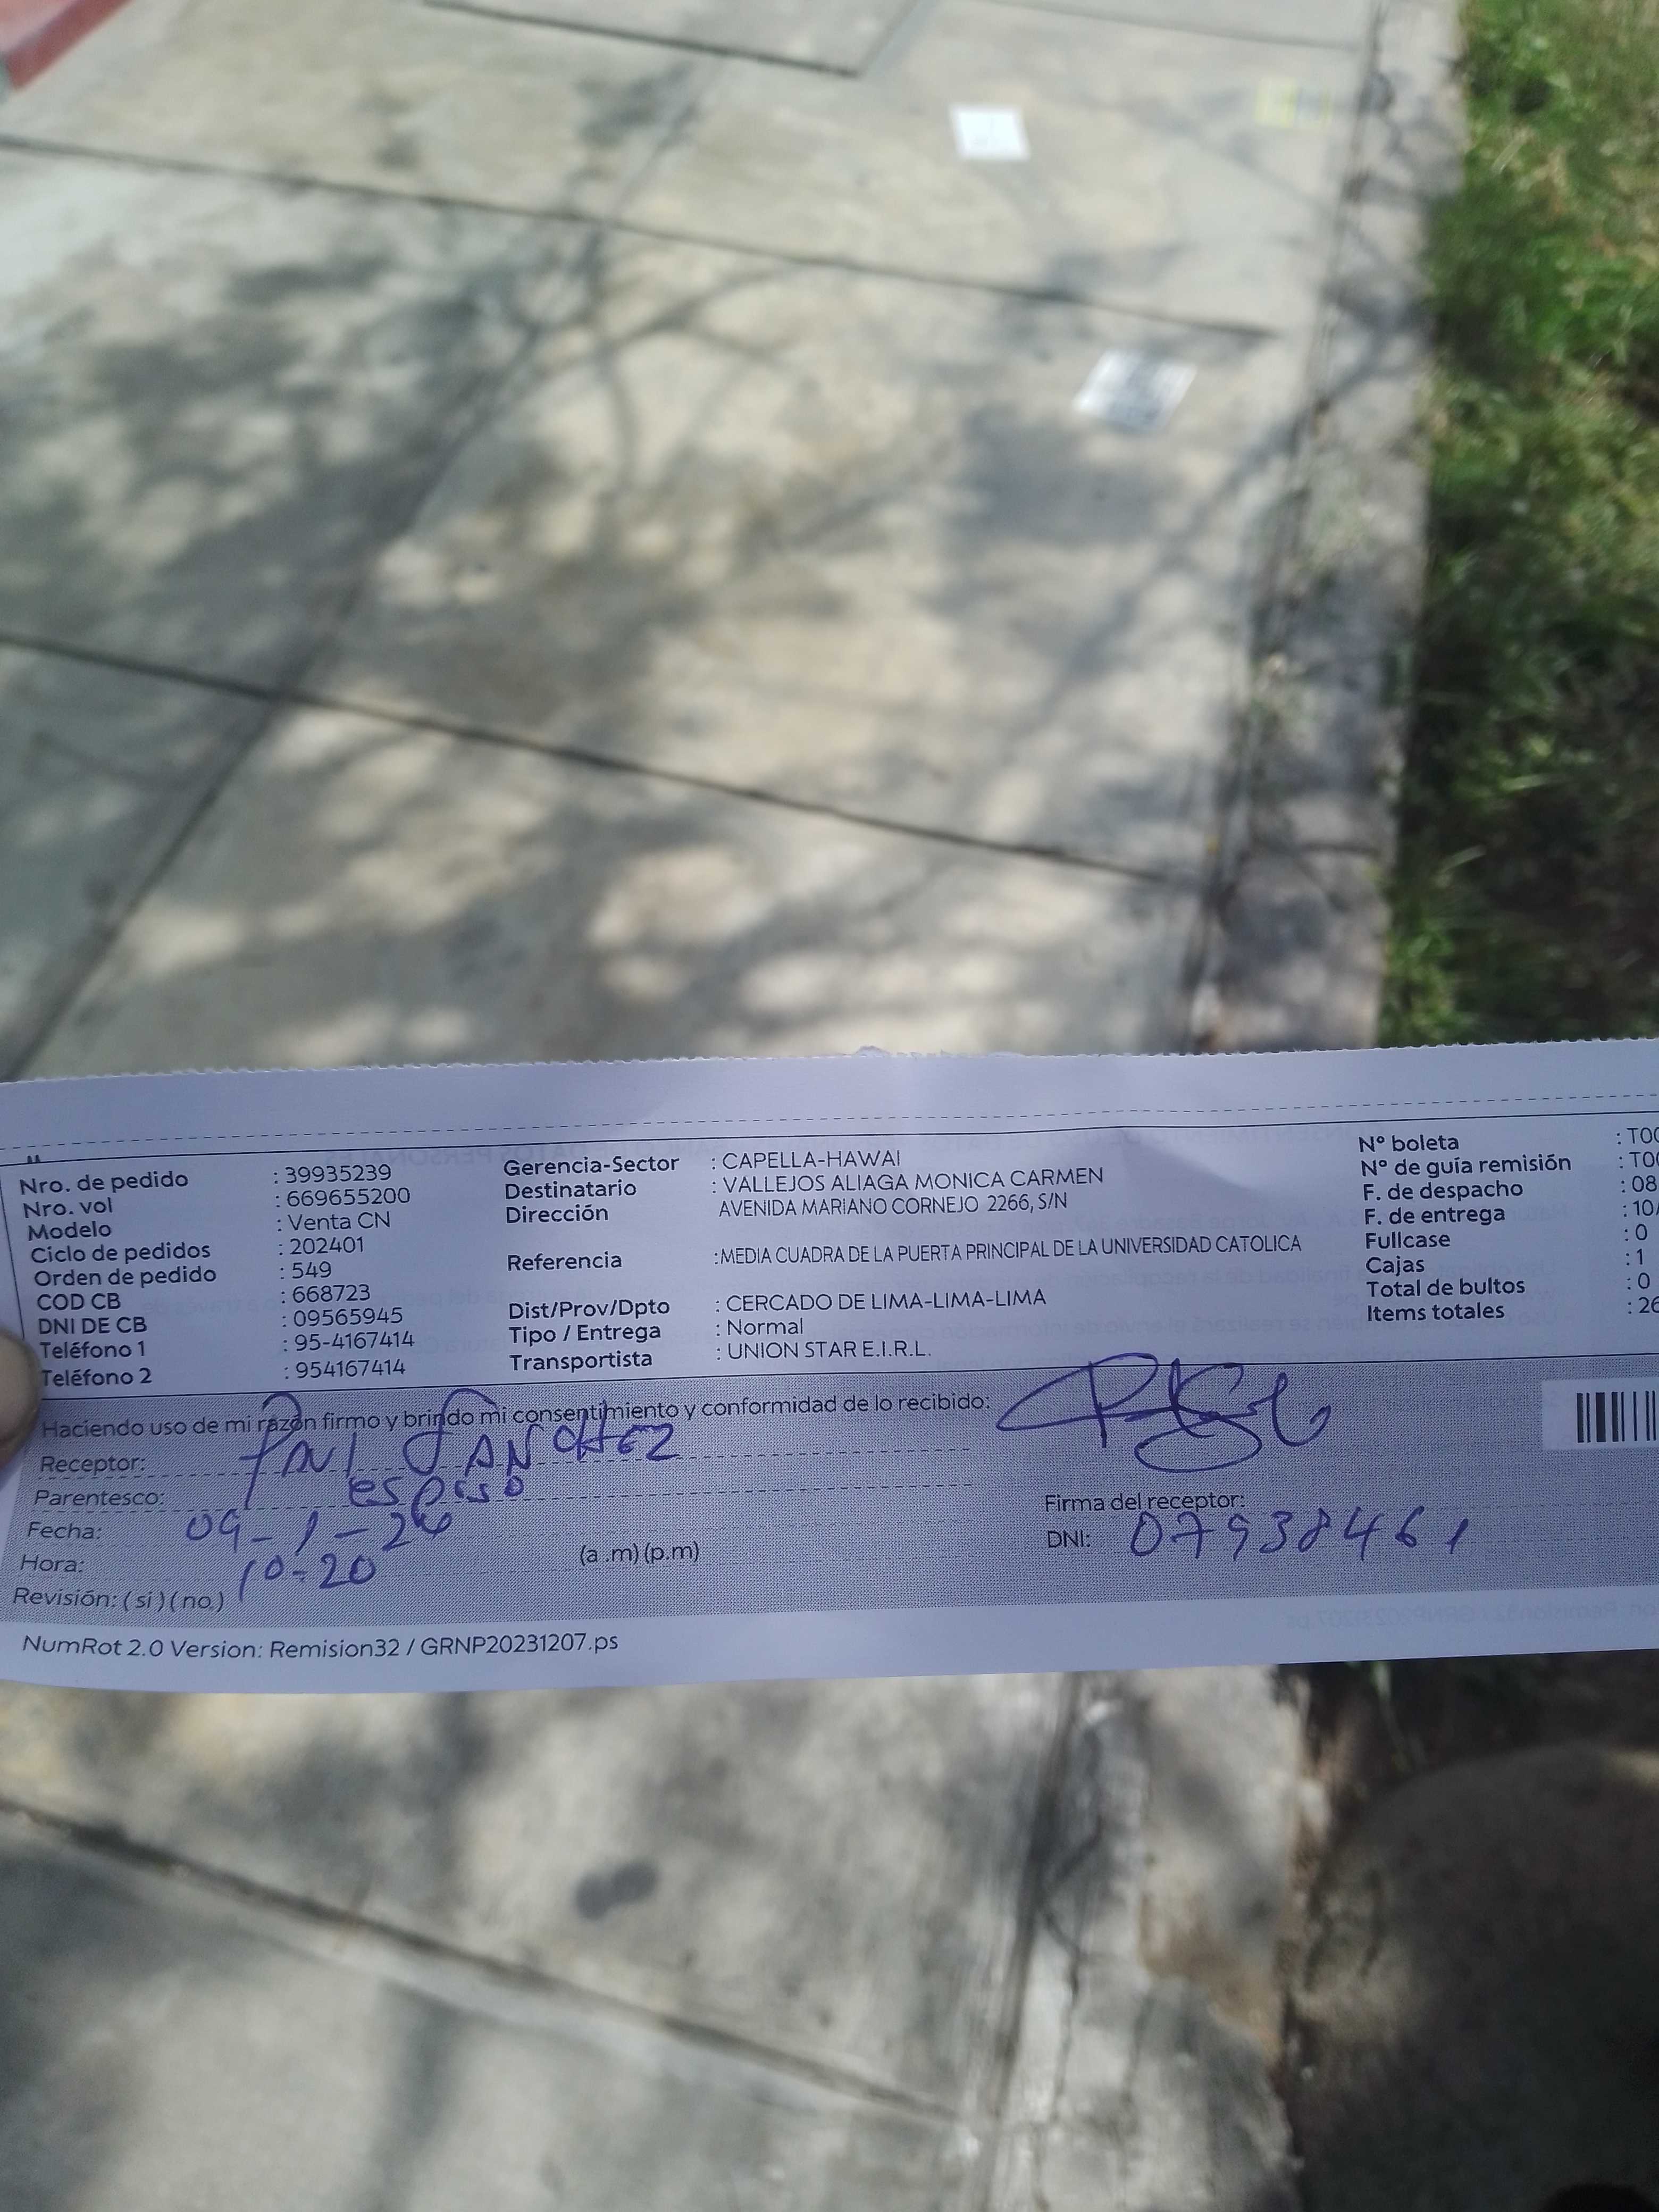 Nro. de pedido : 39935239
Nro. vol : 669655200
Modelo : Venta CN
Ciclo de pedidos : 202401
Orden de pedido : 549
COD CB : 668723
DNI DE CB : 09565945
Teléfono 1 : 95-4167414
Teléfono 2 : 954167414
Gerencia-Sector : CAPELLA-HAWAI
Destinatario : VALLEJOS ALIAGA MONICA CARMEN
Dirección AVENIDA MARIANO CORNEJO 2266, S/N
Referencia :MEDIA CUADRA DE LA PUERTA PRINCIPAL DE LA UNIVERSIDAD CATOLICA
Dist/Prov/Dpto : CERCADO DE LIMA-LIMA-LIMA
Tipo / Entrega : Normal
Transportista : UNION STAR E.I.R.L.
N° boleta : T00
N° de guía remisión : T00
F. de despacho : 08
F. de entrega : 10/
Fullcase : 0
Cajas : 1
Total de bultos : 0
Items totales : 26
Haciendo uso de mi razón firmo y brindo mi consentimiento y conformidad de lo recibido:
Receptor: PAUL SANCHEZ
Parentesco: esposo
Fecha: 09-1-24
Hora: 10:20 (a .m) (p.m)
Revisión: ( si ) ( no )
Firma del receptor:
DNI: 07938461
NumRot 2.0 Version: Remision32 / GRNP20231207.ps